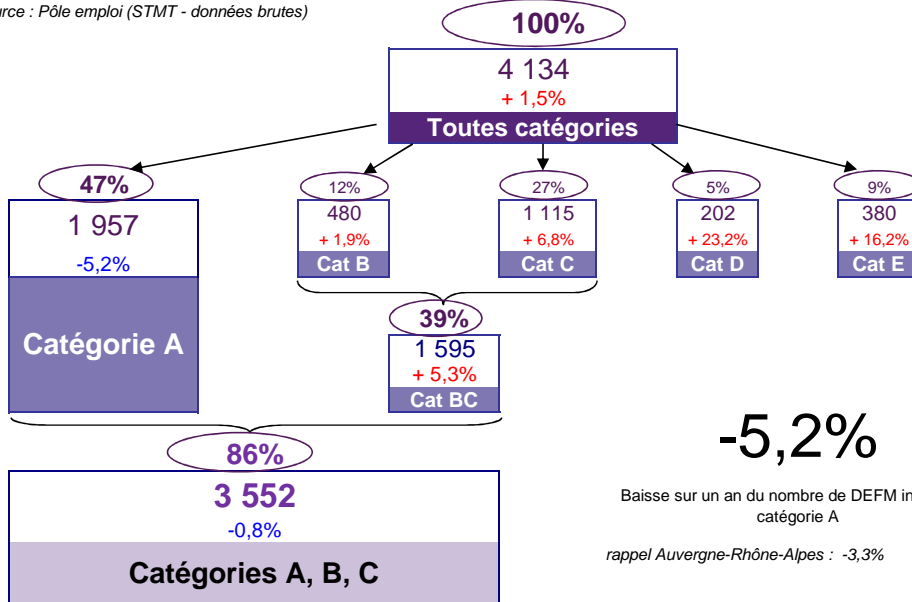 Source : Pôle emploi (STMT - données brutes)
100%
4 134
+ 1,5%
Toutes catégories
47%
12%
27%
5%
9%
1 957
480
1 115
202
380
-5,2%
+ 1,9%
+ 6,8%
+ 23,2%
+ 16,2%
Cat B
Cat C
Cat D
Cat E
Catégorie A
39%
1 595
+ 5,3%
Cat BC
86%
3 552
-0,8%
Catégories A, B, C
-5,2%
Baisse sur un an du nombre de DEFM
catégorie A
rappel Auvergne-Rhône-Alpes : -3,3%